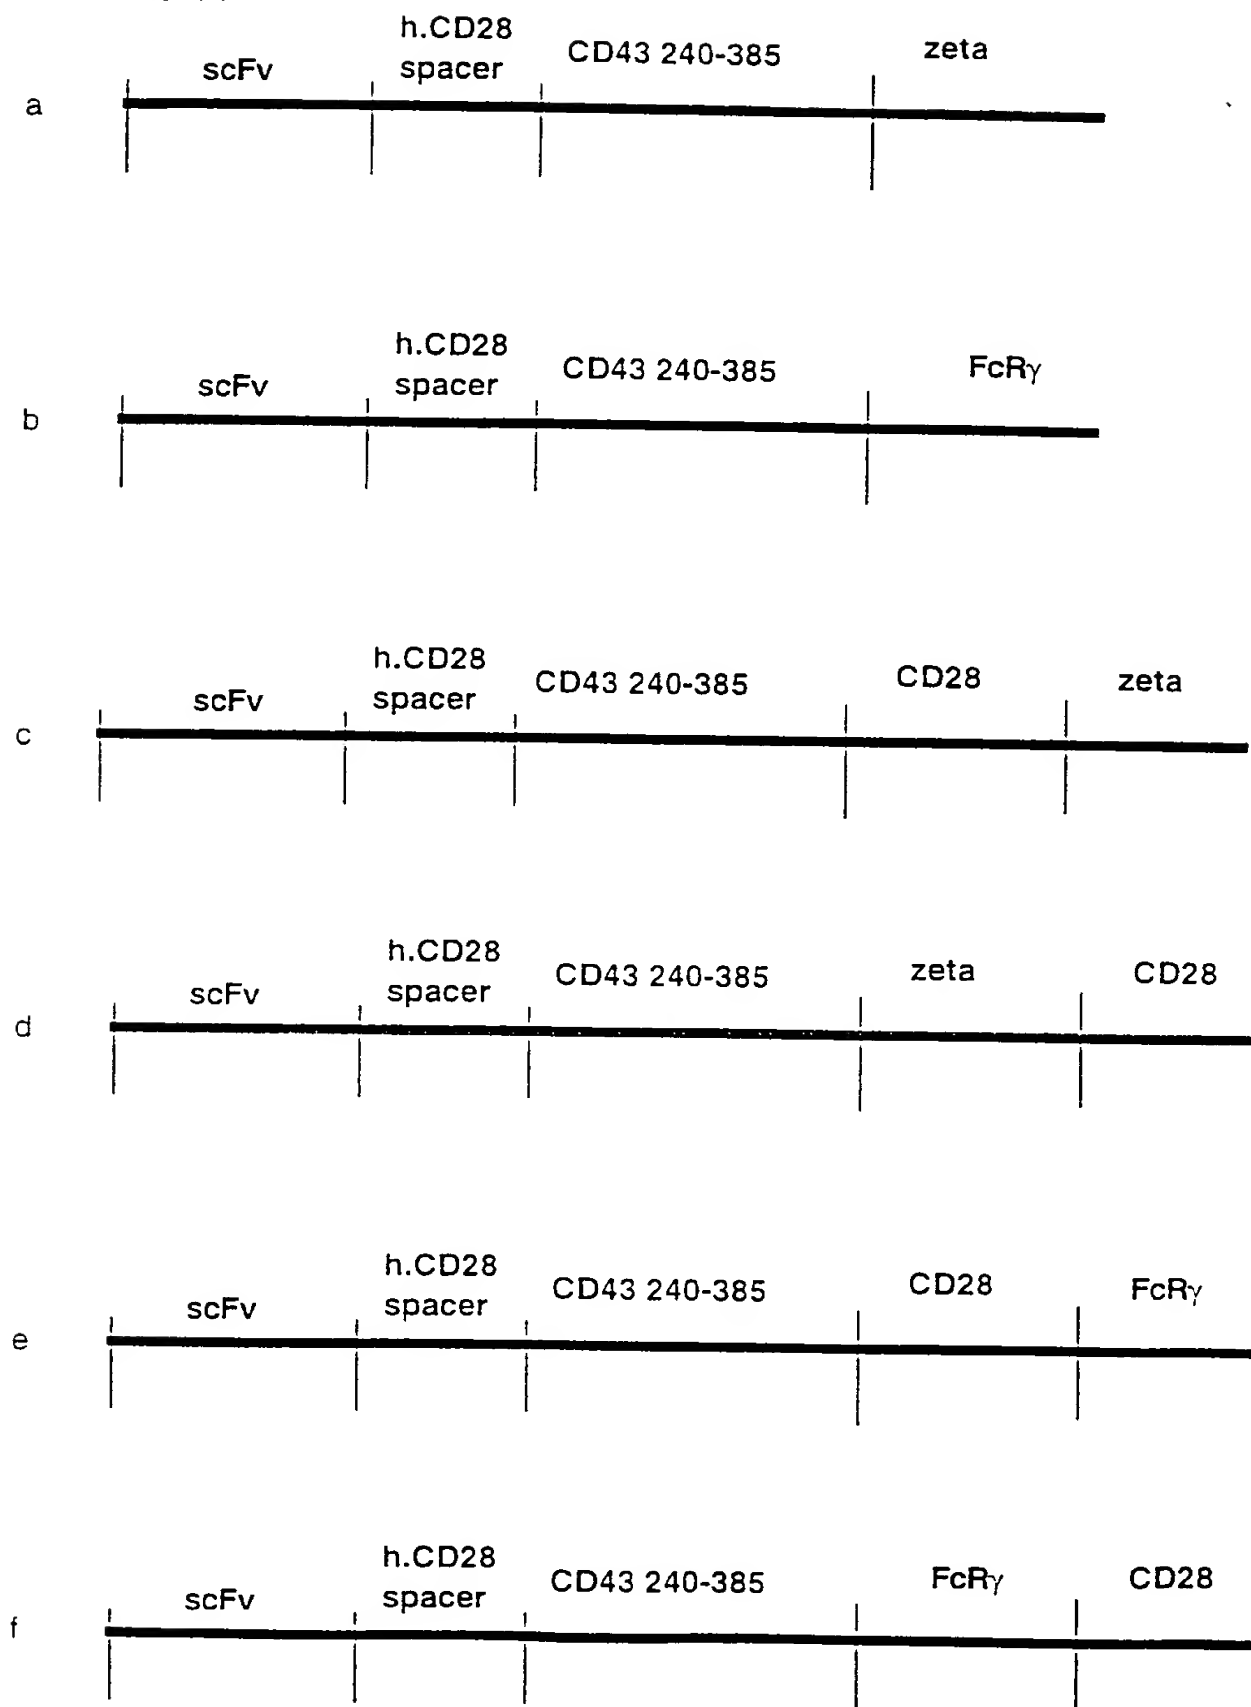 h.CD28
scFv spacer CD43 240-385 zeta
a
h.CD28
scFv spacer CD43 240-385 FcRγ
b
h.CD28
scFv spacer CD43 240-385 CD28 zeta
c
h.CD28
scFv spacer CD43 240-385 zeta CD28
d
h.CD28
scFv spacer CD43 240-385 CD28 FcRγ
e
h.CD28
scFv spacer CD43 240-385 FcRγ CD28
f